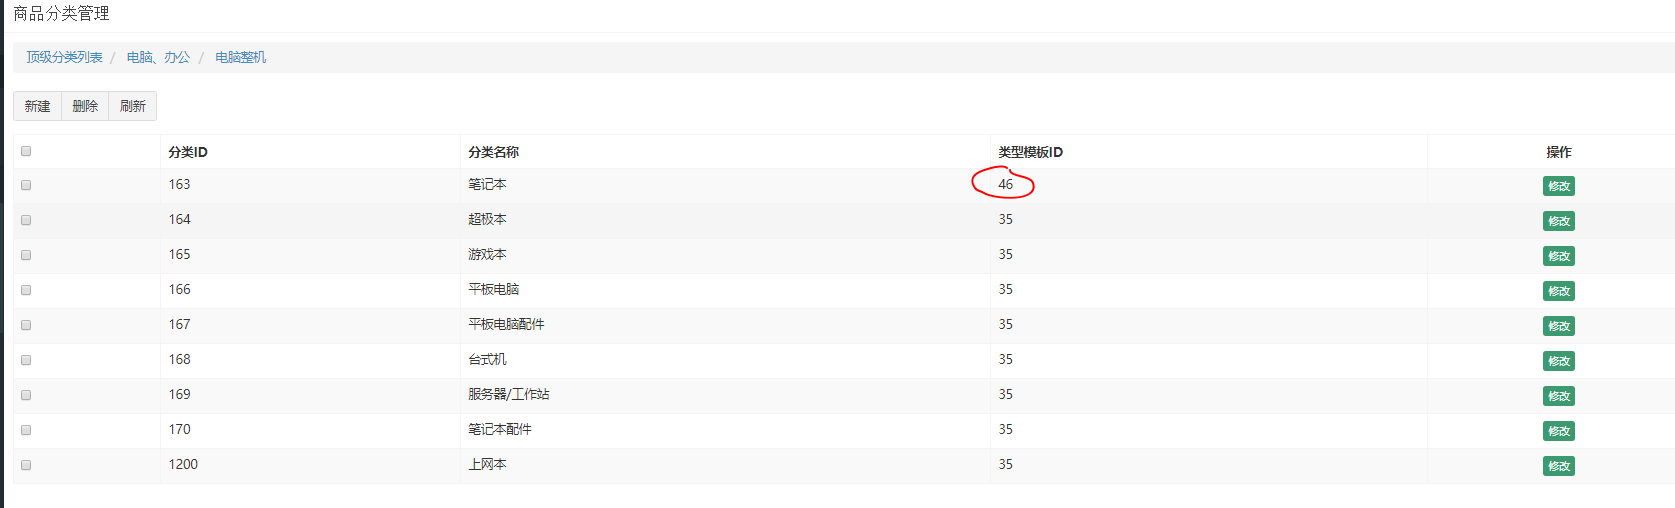 商品分类管理
顶级分类列表 / 电脑、办公 / 电脑整机
新建 删除 刷新
分类ID 分类名称 类型模板ID 操作
163 笔记本 46 修改
164 超极本 35 修改
165 游戏本 35 修改
166 平板电脑 35 修改
167 平板电脑配件 35 修改
168 台式机 35 修改
169 服务器/工作站 35 修改
170 笔记本配件 35 修改
1200 上网本 35 修改